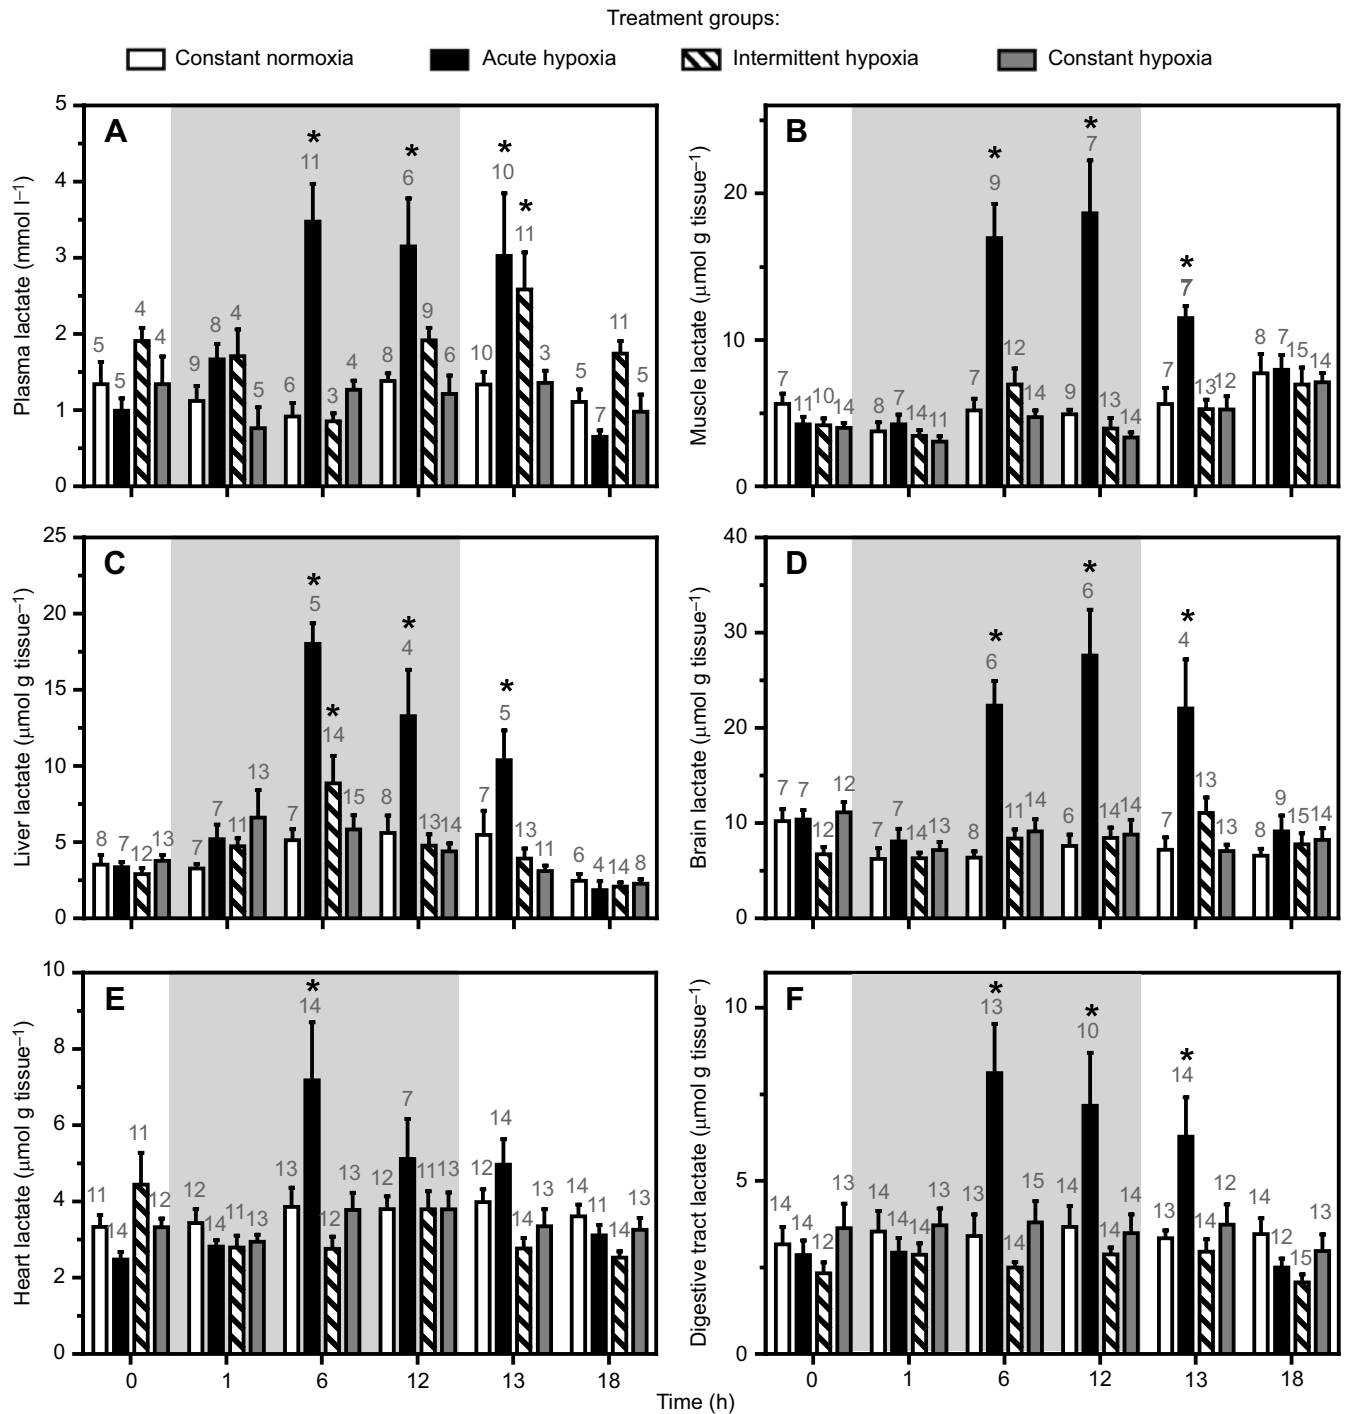 Treatment groups:
Constant normoxia Acute hypoxia Intermittent hypoxia Constant hypoxia
A
Plasma lactate (mmol l–1)
5
4
3
2
1
0
5 5 4 4
9 8 4 5
6 * 11 3 4
8 * 6 9 6
10 * 10 * 11 3
5 7 11 5
B
Muscle lactate (µmol g tissue–1)
20
10
0
7 11 10 14
8 7 14 11
5 * 9 12 14
9 * 7 13 14
7 * 7 13 12
8 7 15 14
C
Liver lactate (µmol g tissue–1)
25
20
15
10
5
0
8 7 12 13
7 7 11 13
7 * 5 * 14 15
8 * 4 13 14
7 * 5 13 11
6 4 14 8
D
Brain lactate (µmol g tissue–1)
40
30
20
10
0
7 7 12 12
7 7 14 13
8 * 6 11 14
6 * 6 14 14
7 * 4 13 13
8 9 15 14
E
Heart lactate (µmol g tissue–1)
10
8
6
4
2
0
11 14 11 12
12 14 11 13
13 * 14 12 13
12 7 11 13
12 14 14 13
14 11 14 13
0 1 6 12 13 18
F
Digestive tract lactate (µmol g tissue–1)
10
5
0
14 14 12 13
14 14 14 13
13 * 13 14 15
14 * 10 14 14
13 * 14 14 12
14 12 15 13
0 1 6 12 13 18
Time (h)